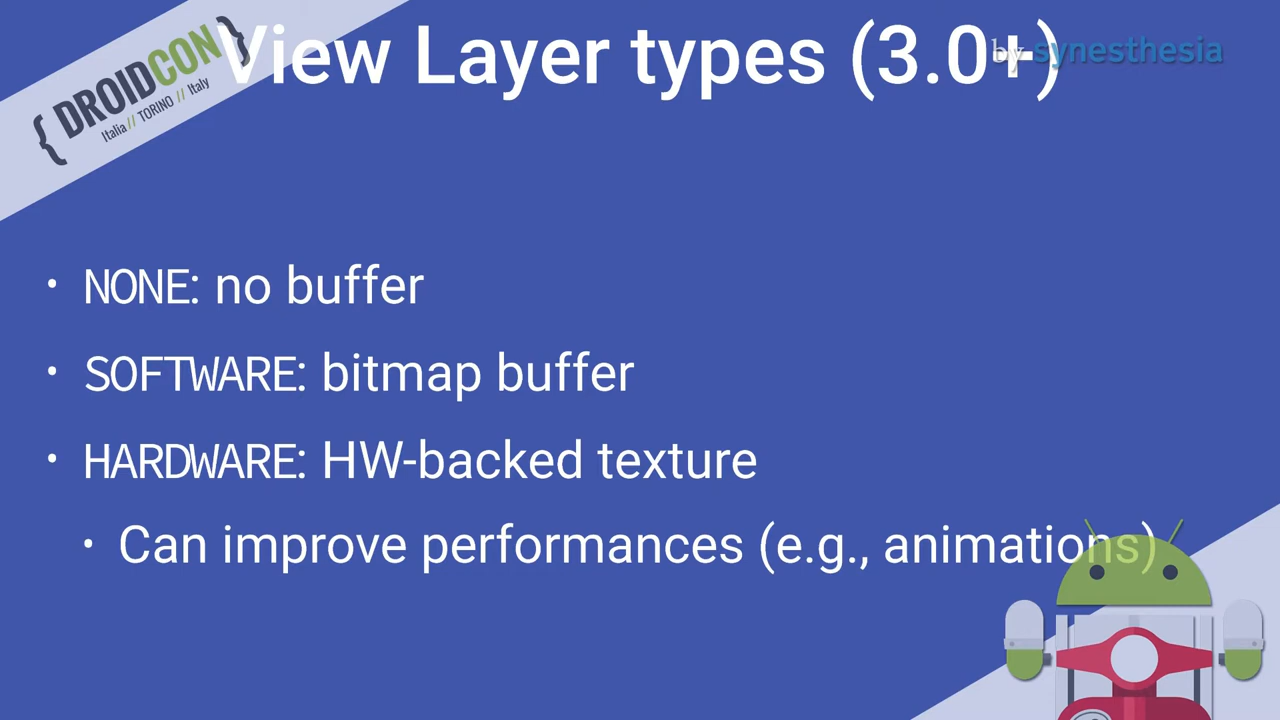 { DROIDCON }
Italia // TORINO // Italy
View Layer types (3.0+)
by synesthesia
• NONE: no buffer
• SOFTWARE: bitmap buffer
• HARDWARE: HW-backed texture
• Can improve performances (e.g., animations)